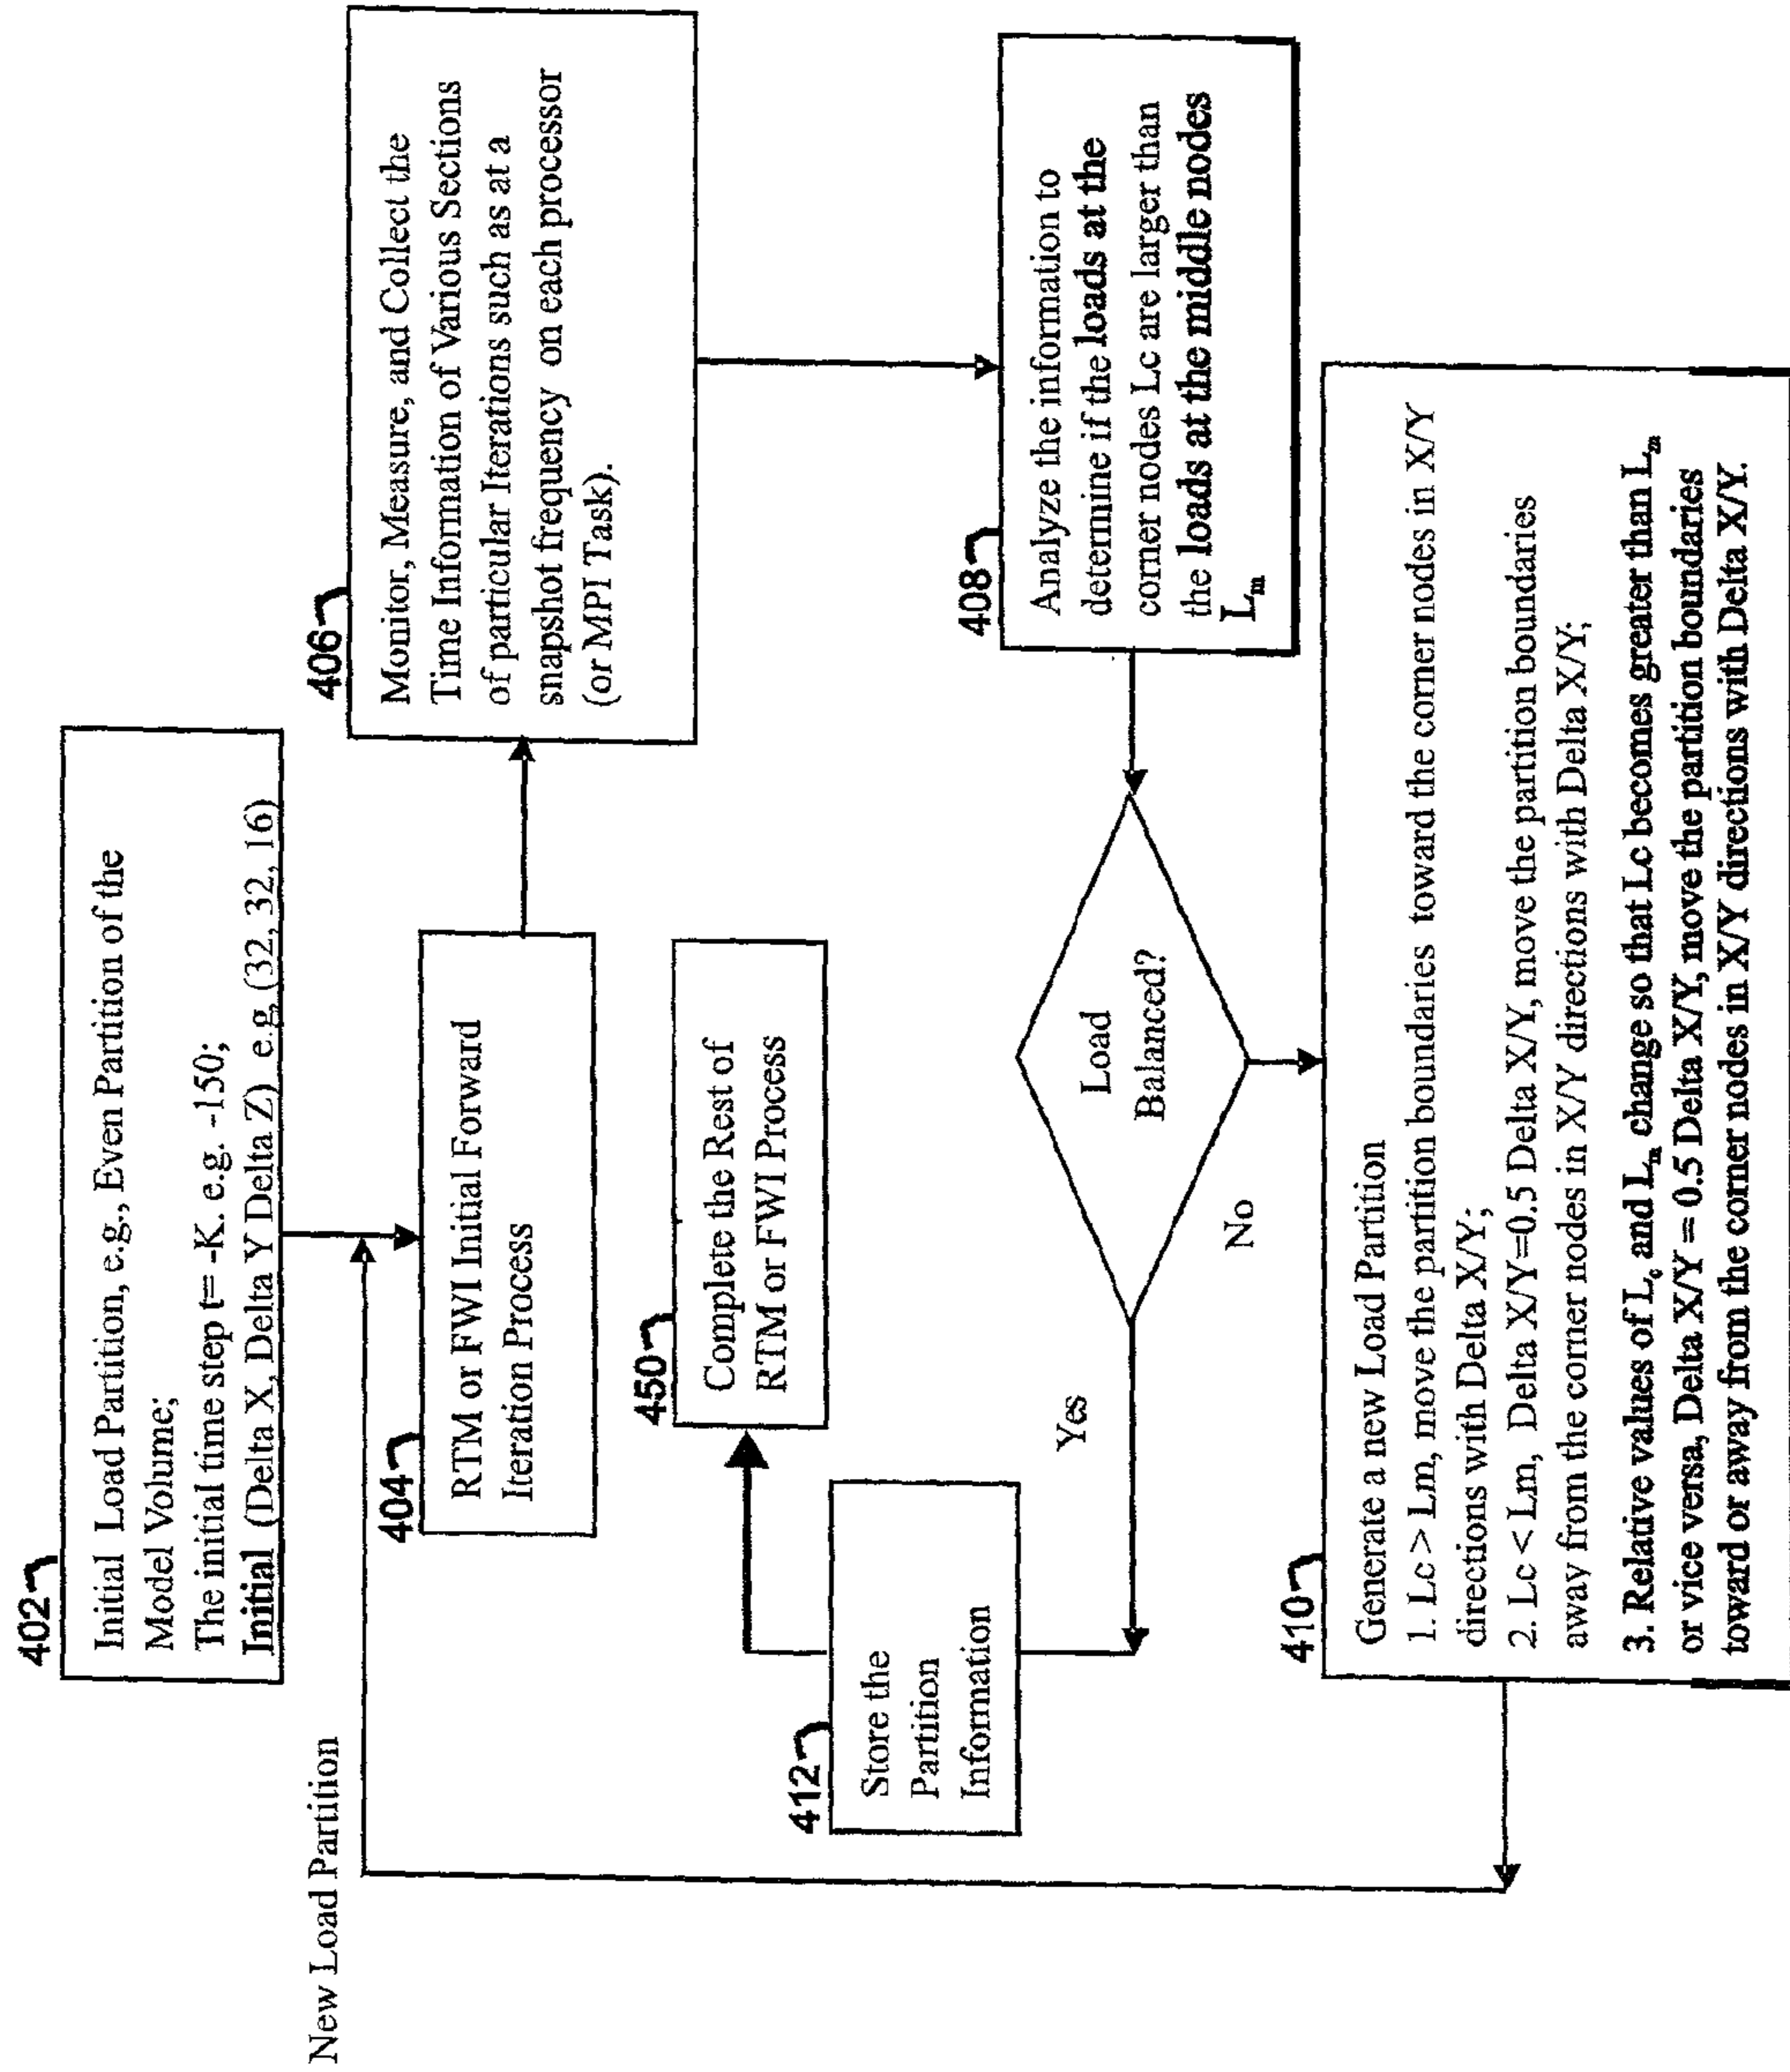 402
Initial Load Partition, e.g., Even Partition of the
Model Volume;
The initial time step t= -K. e.g. -150;
Initial (Delta X, Delta Y Delta Z) e.g, (32, 32, 16)
New Load Partition
404
RTM or FWI Initial Forward
Iteration Process
406
Monitor, Measure, and Collect the
Time Information of Various Sections
of particular Iterations such as at a
snapshot frequency on each processor
(or MPI Task).
408
Analyze the information to
determine if the loads at the
corner nodes Lc are larger than
the loads at the middle nodes
Lm
Load
Balanced?
Yes
No
412
Store the
Partition
Information
450
Complete the Rest of
RTM or FWI Process
410
Generate a new Load Partition
1. Lc > Lm, move the partition boundaries toward the corner nodes in X/Y
directions with Delta X/Y;
2. Lc < Lm, Delta X/Y=0.5 Delta X/Y, move the partition boundaries
away from the corner nodes in X/Y directions with Delta X/Y;
3. Relative values of Lc and Lm change so that Lc becomes greater than Lm
or vice versa, Delta X/Y = 0.5 Delta X/Y, move the partition boundaries
toward or away from the corner nodes in X/Y directions with Delta X/Y.